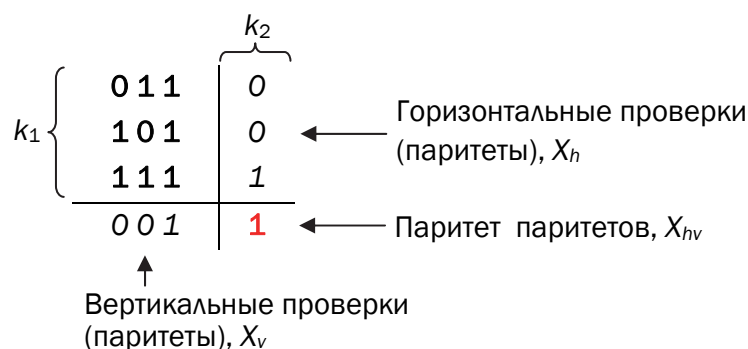 k2
011 0
k1 101 0
111 1
001 1
Горизонтальные проверки
(паритеты), Xh
Паритет паритетов, Xhv
Вертикальные проверки
(паритеты), Xv